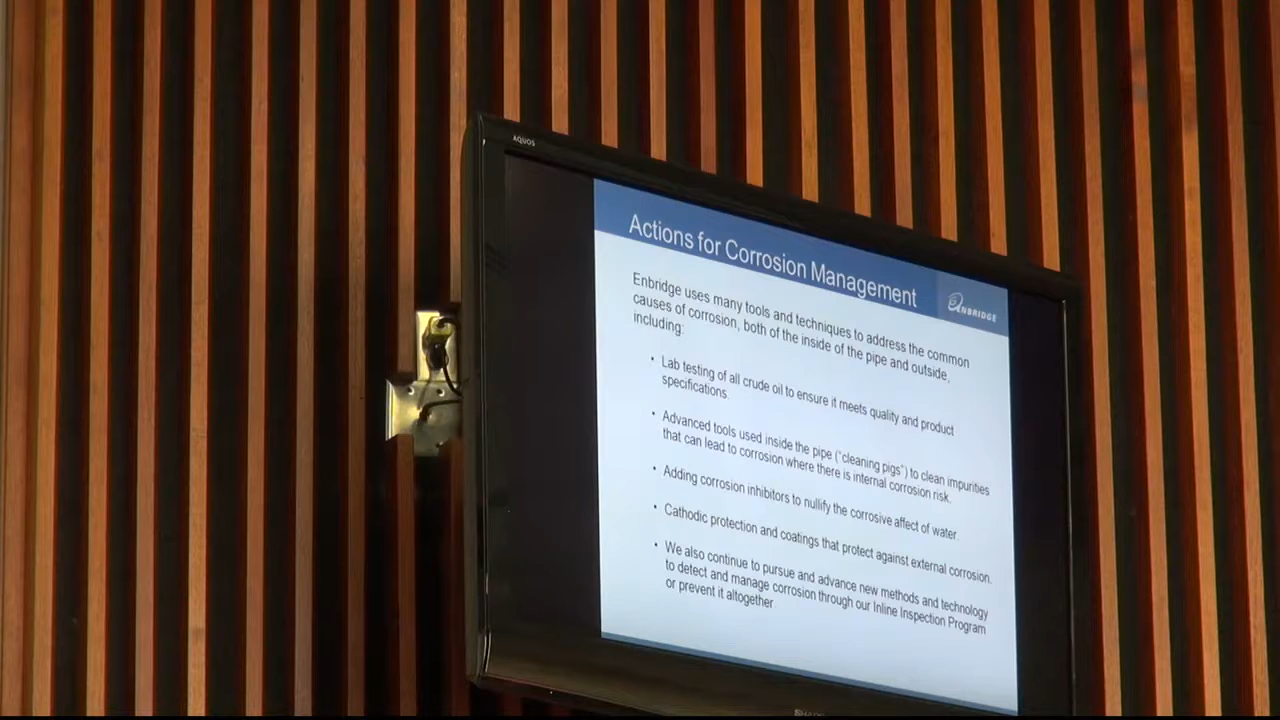 AQUOS
Actions for Corrosion Management
ENBRIDGE
Enbridge uses many tools and techniques to address the common
causes of corrosion, both of the inside of the pipe and outside,
including:
• Lab testing of all crude oil to ensure it meets quality and product
specifications.
• Advanced tools used inside the pipe ("cleaning pigs") to clean impurities
that can lead to corrosion where there is internal corrosion risk.
• Adding corrosion inhibitors to nullify the corrosive affect of water.
• Cathodic protection and coatings that protect against external corrosion.
• We also continue to pursue and advance new methods and technology
to detect and manage corrosion through our Inline Inspection Program
or prevent it altogether